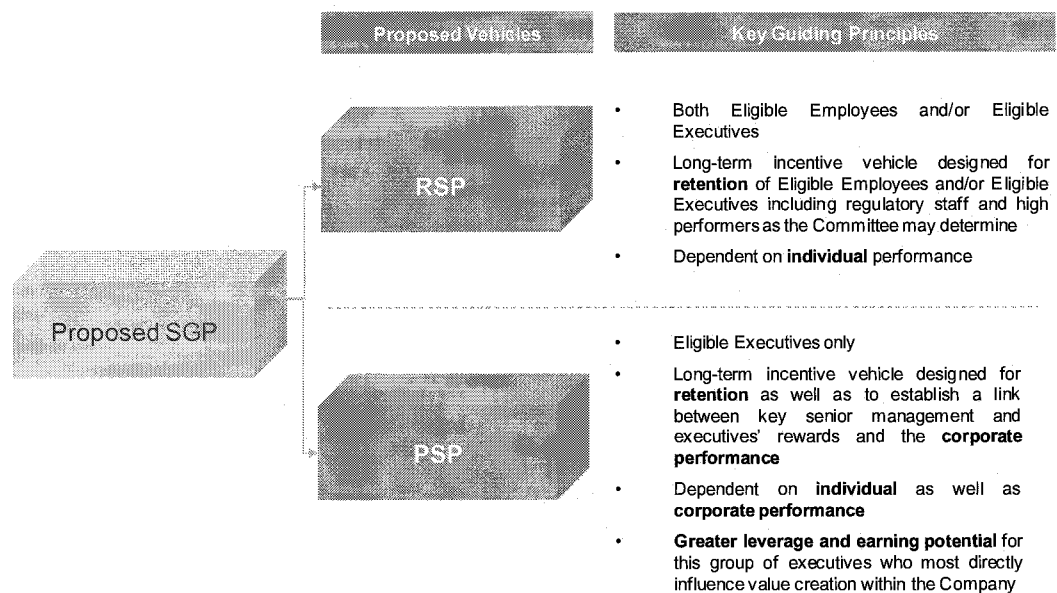 Proposed Vehicles
Key Guiding Principles
RSP
• Both Eligible Employees and/or Eligible
Executives
• Long-term incentive vehicle designed for
retention of Eligible Employees and/or Eligible
Executives including regulatory staff and high
performers as the Committee may determine
• Dependent on individual performance
Proposed SGP
PSP
• Eligible Executives only
• Long-term incentive vehicle designed for
retention as well as to establish a link
between key senior management and
executives' rewards and the corporate
performance
• Dependent on individual as well as
corporate performance
• Greater leverage and earning potential for
this group of executives who most directly
influence value creation within the Company